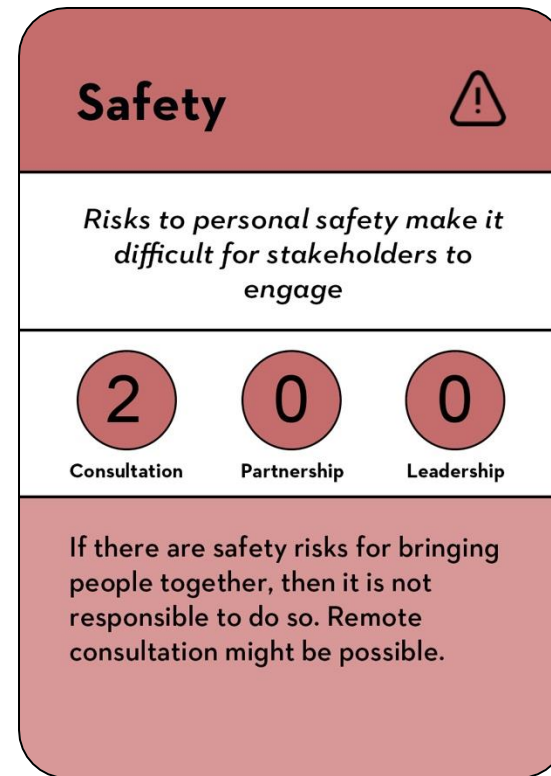 Safety
Risks to personal safety make it
difficult for stakeholders to
engage
2 0 0
Consultation Partnership Leadership
If there are safety risks for bringing
people together, then it is not
responsible to do so. Remote
consultation might be possible.